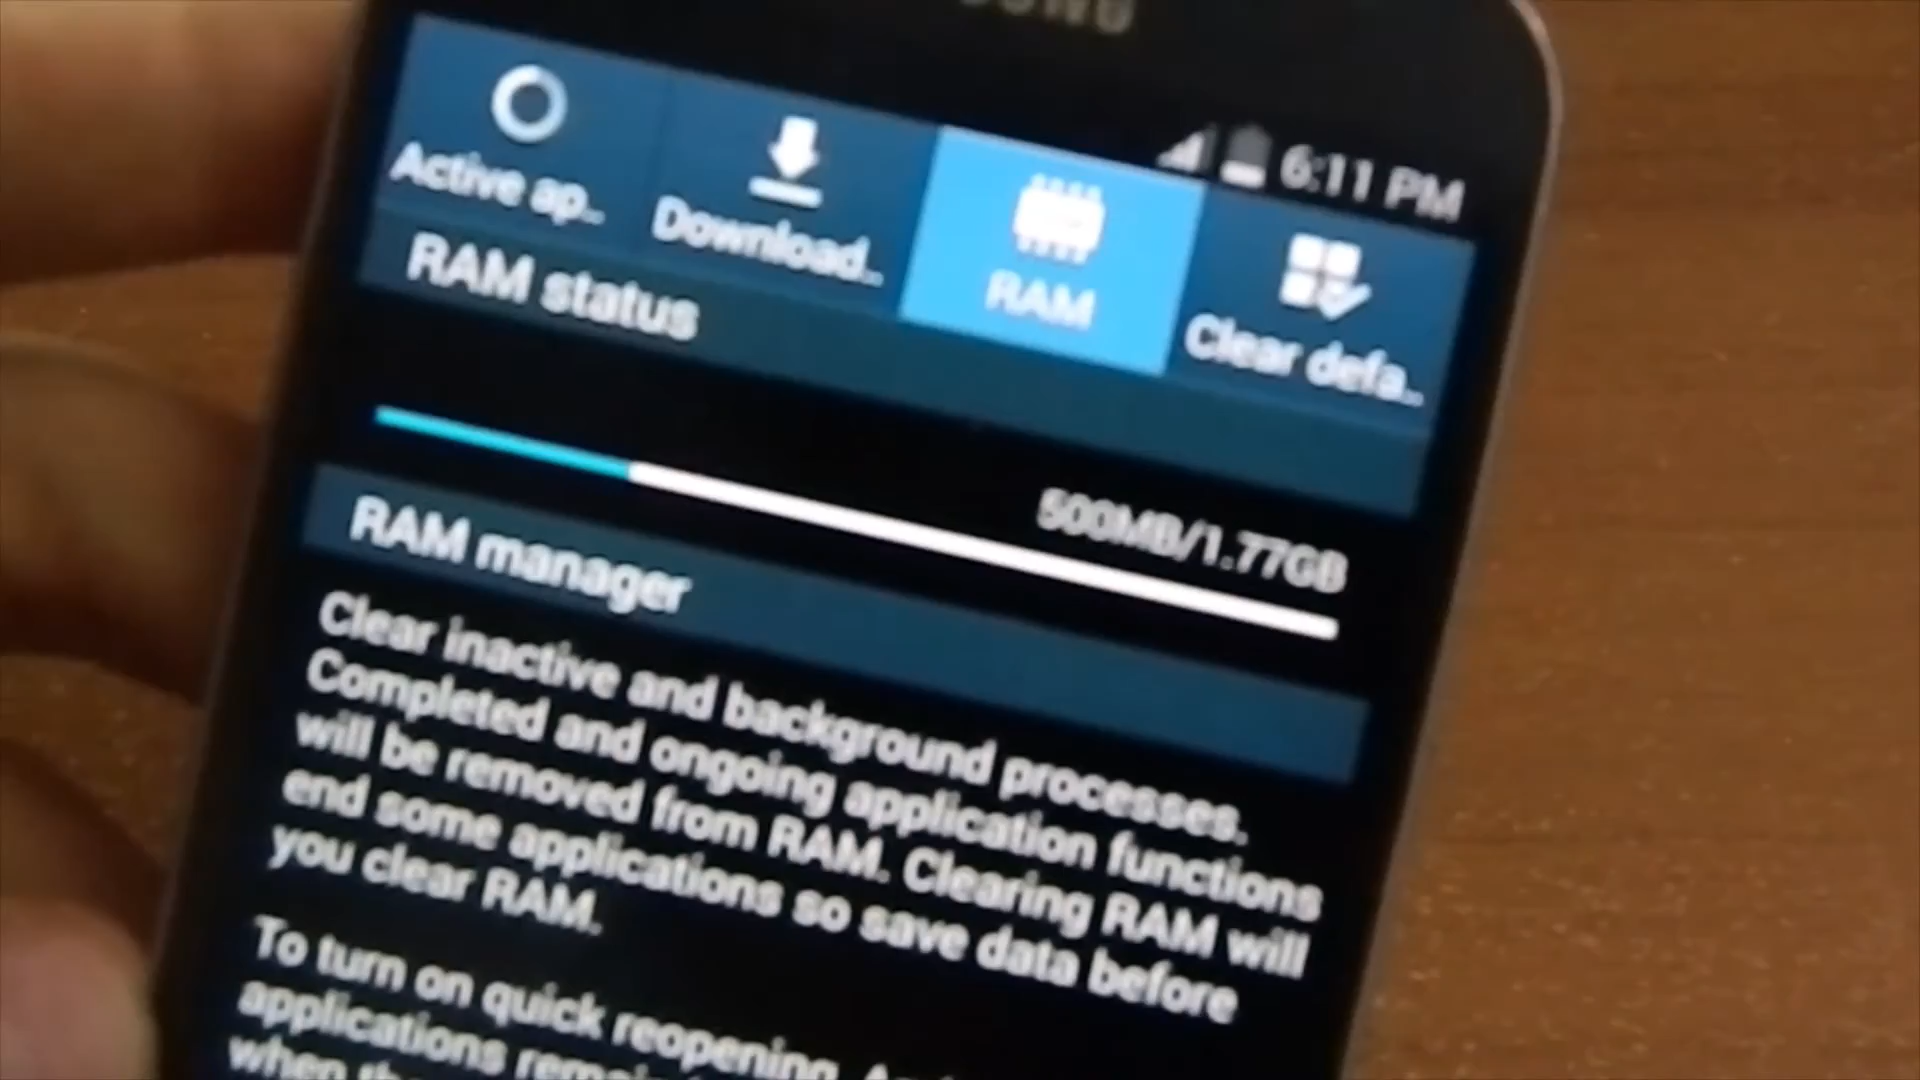 6:11 PM
Active ap..
Download..
RAM
Clear defa..
RAM status
500MB/1.77GB
RAM manager
Clear inactive and background processes.
Completed and ongoing application functions
will be removed from RAM. Clearing RAM will
end some applications so save data before
you clear RAM.
To turn on quick reopening,
applications
when